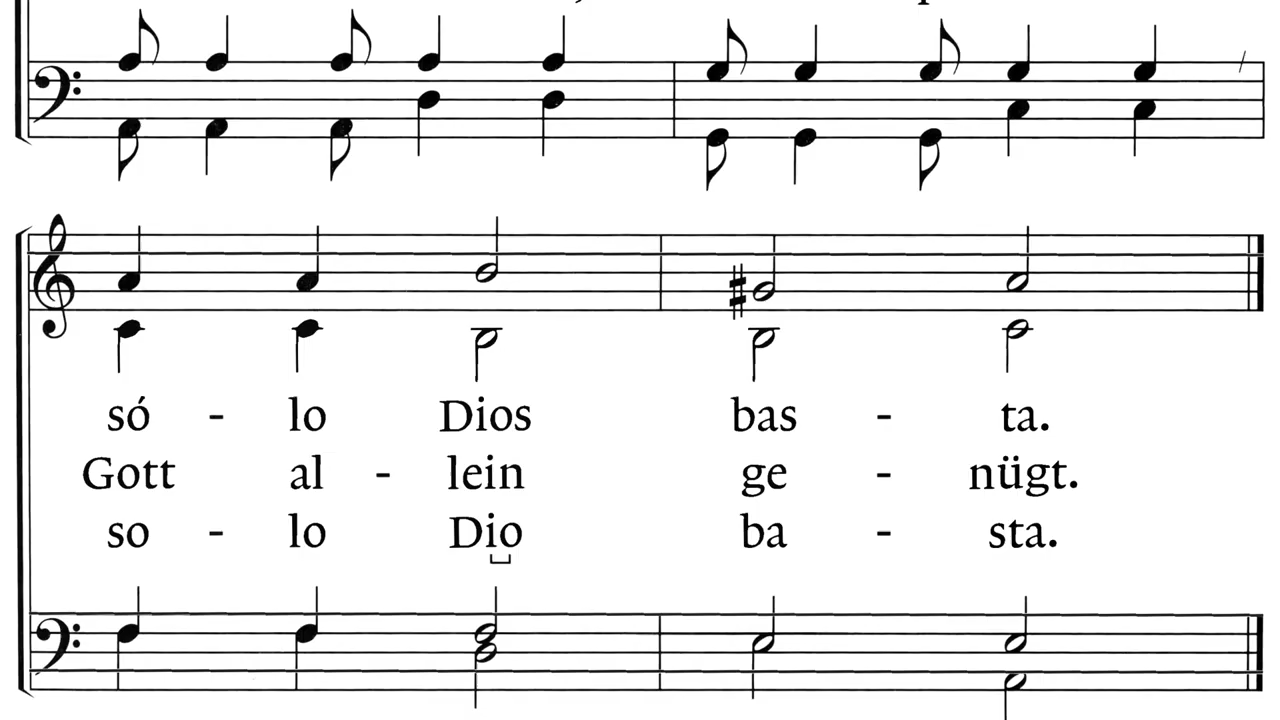 só - lo Dios bas - ta.
Gott al - lein ge - nügt.
so - lo Dio ba - sta.